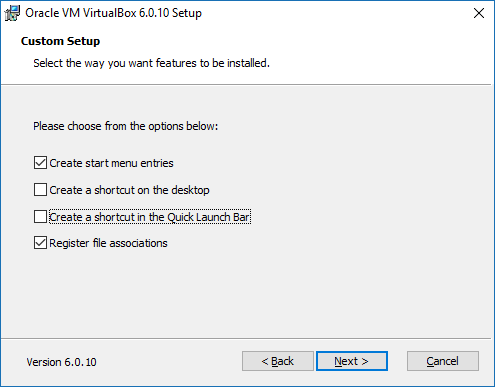 Oracle VM VirtualBox 6.0.10 Setup
Custom Setup
Select the way you want features to be installed.
Please choose from the options below:
Create start menu entries
Create a shortcut on the desktop
Create a shortcut in the Quick Launch Bar
Register file associations
Version 6.0.10
< Back
Next >
Cancel